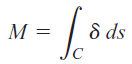 M = ∫_C δ ds